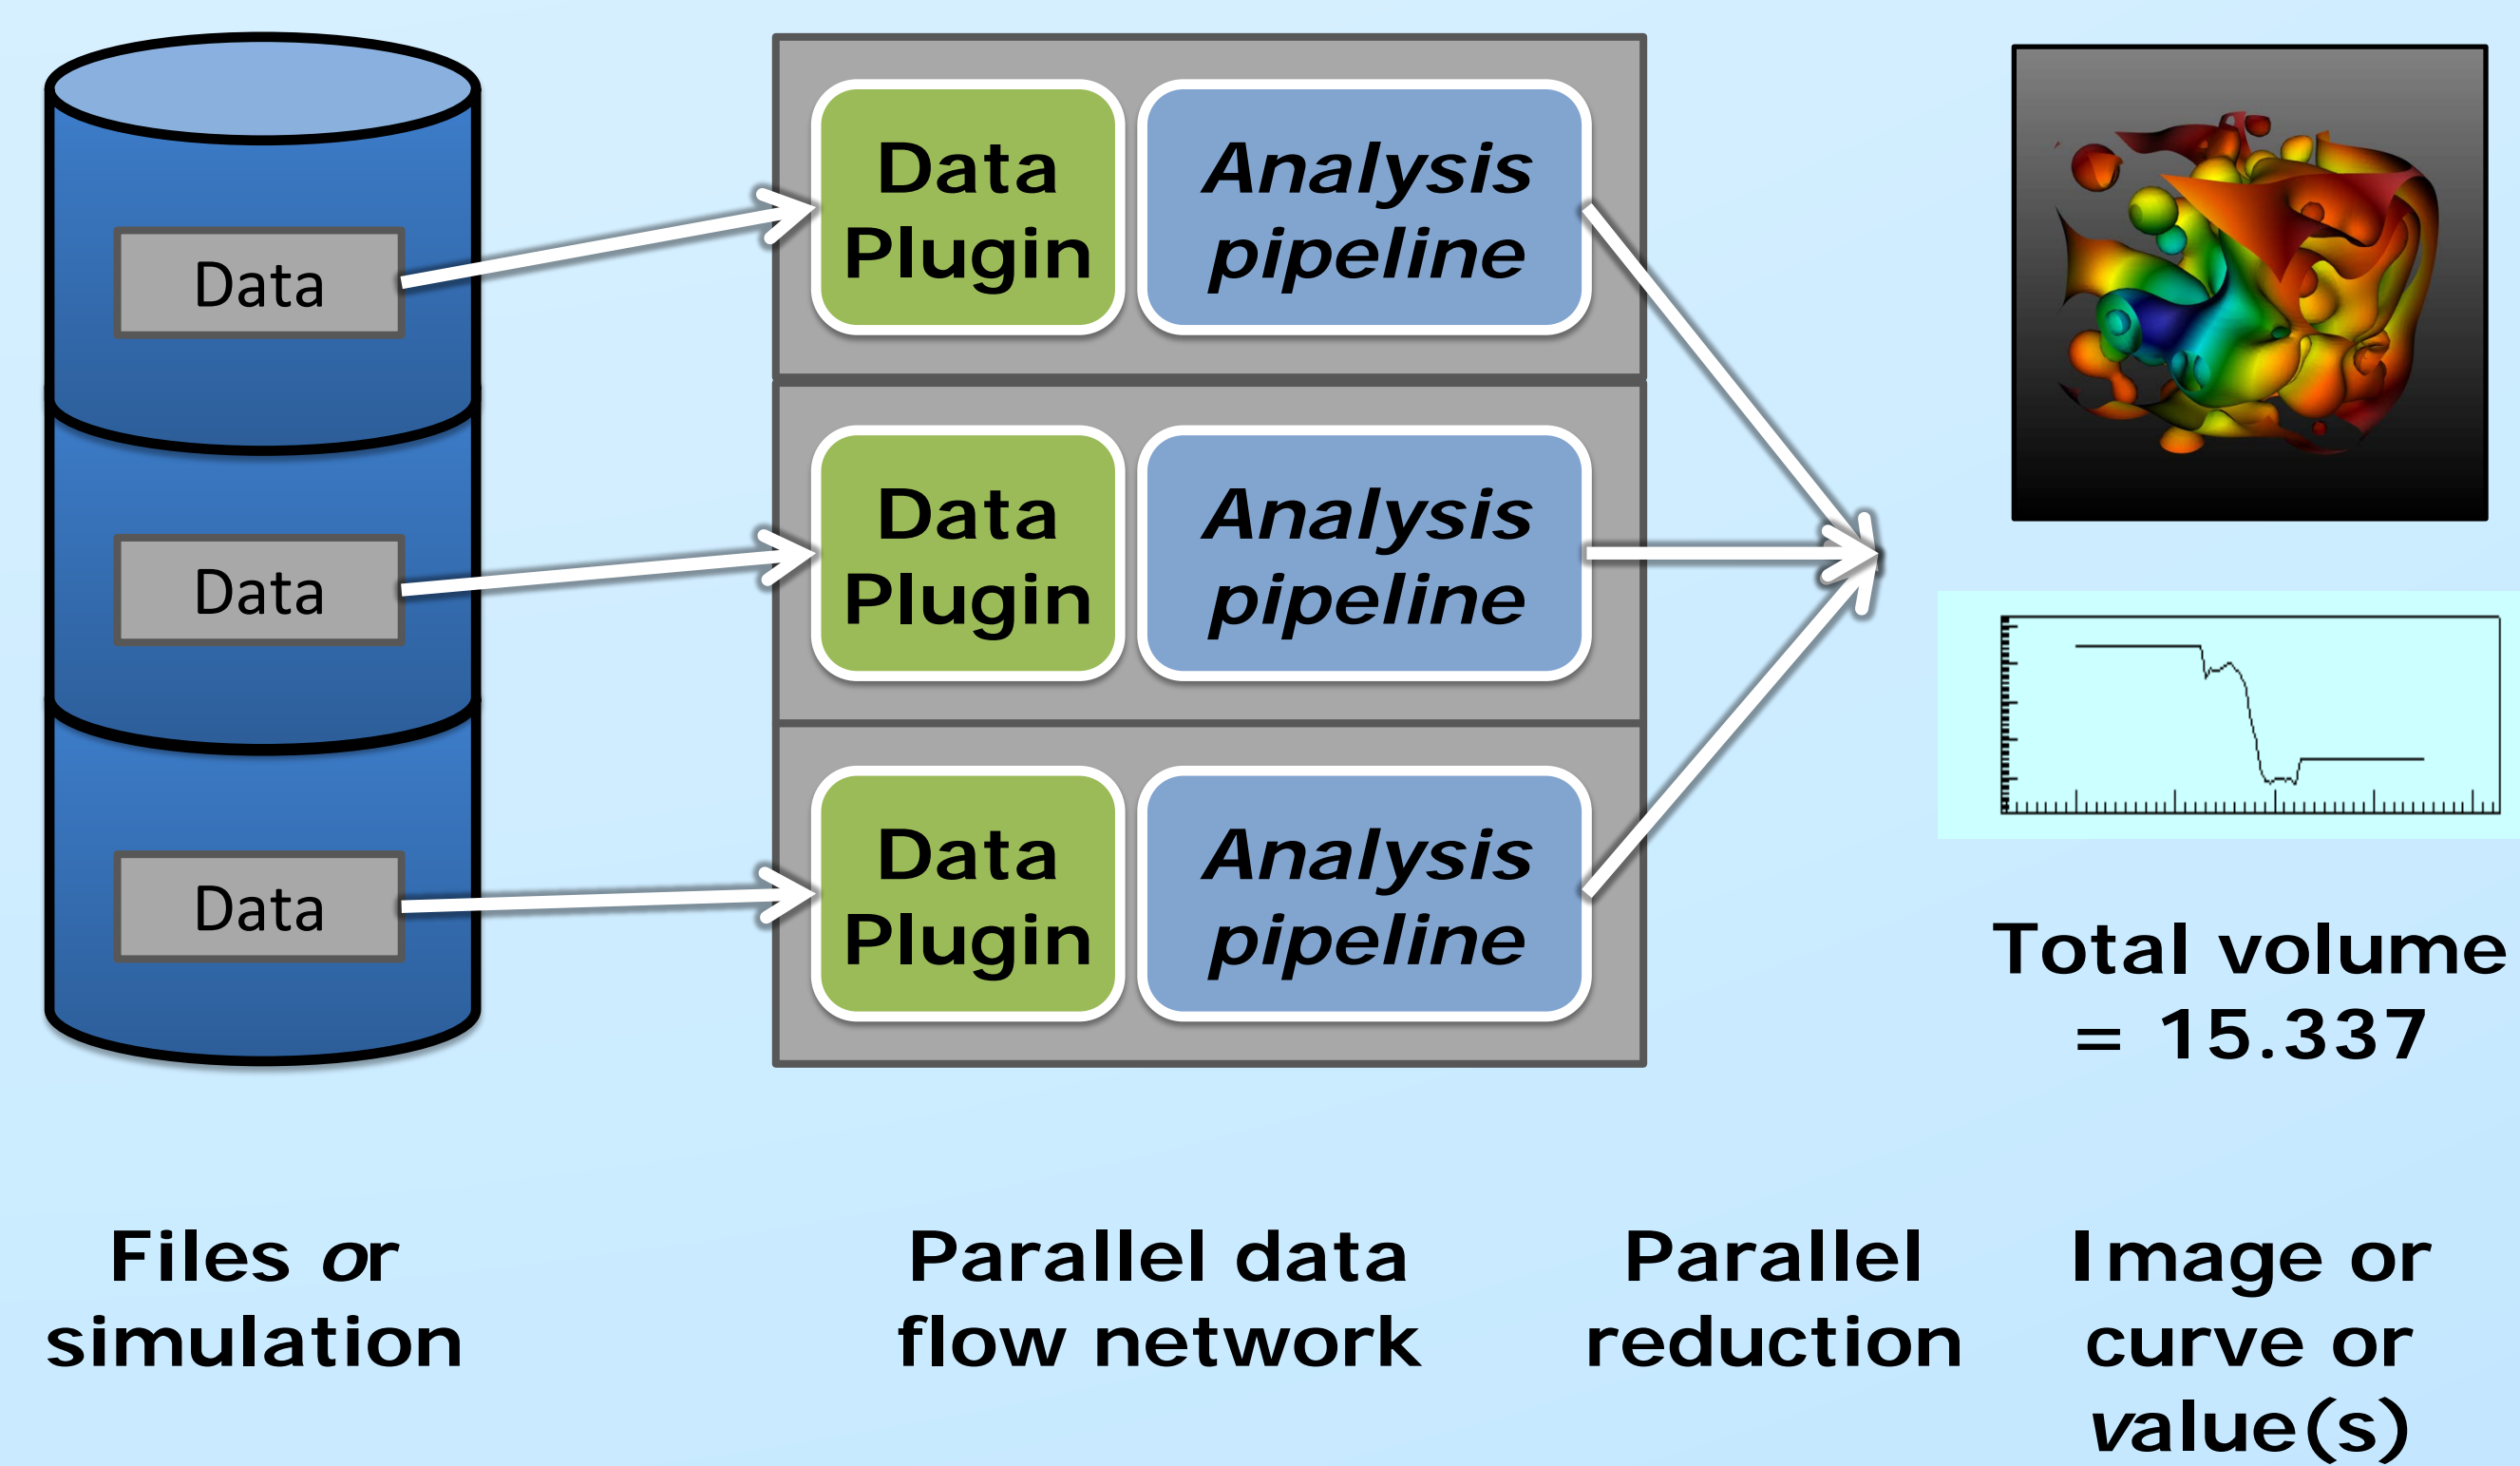 Data
Data
Data
Data
Plugin
Analysis
pipeline
Data
Plugin
Analysis
pipeline
Data
Plugin
Analysis
pipeline
Total volume
= 15.337
Files or
simulation
Parallel data
flow network
Parallel
reduction
Image or
curve or
value(s)